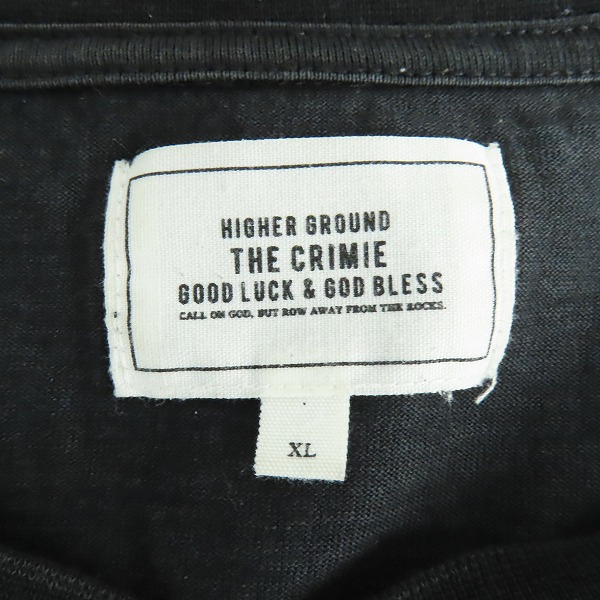 HIGHER GROUND
THE CRIMIE
GOOD LUCK & GOD BLESS
CALL ON GOD, BUT ROW AWAY FROM THE ROCKS.
XL